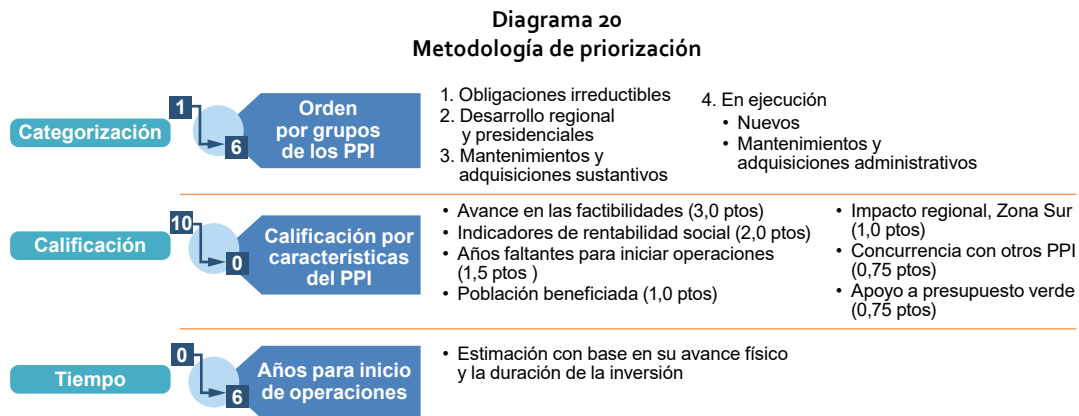 Diagrama 20
Metodología de priorización
Categorización
1
6
Orden
por grupos
de los PPI
1. Obligaciones irreductibles
2. Desarrollo regional
y presidenciales
3. Mantenimientos y
adquisiciones sustantivos
4. En ejecución
• Nuevos
• Mantenimientos y
adquisiciones administrativos
Calificación
10
0
Calificación por
características
del PPI
• Avance en las factibilidades (3,0 ptos)
• Indicadores de rentabilidad social (2,0 ptos)
• Años faltantes para iniciar operaciones
(1,5 ptos )
• Población beneficiada (1,0 ptos)
• Impacto regional, Zona Sur
(1,0 ptos)
• Concurrencia con otros PPI
(0,75 ptos)
• Apoyo a presupuesto verde
(0,75 ptos)
Tiempo
0
6
Años para inicio
de operaciones
• Estimación con base en su avance físico
y la duración de la inversión